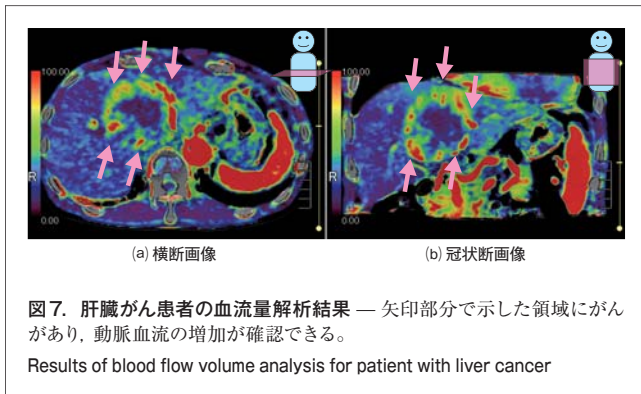 100.00
R
0.00
100.00
R
0.00
(a) 横断画像
(b) 冠状断画像
図7. 肝臓がん患者の血流量解析結果 — 矢印部分で示した領域にがん
があり，動脈血流の増加が確認できる。
Results of blood flow volume analysis for patient with liver cancer